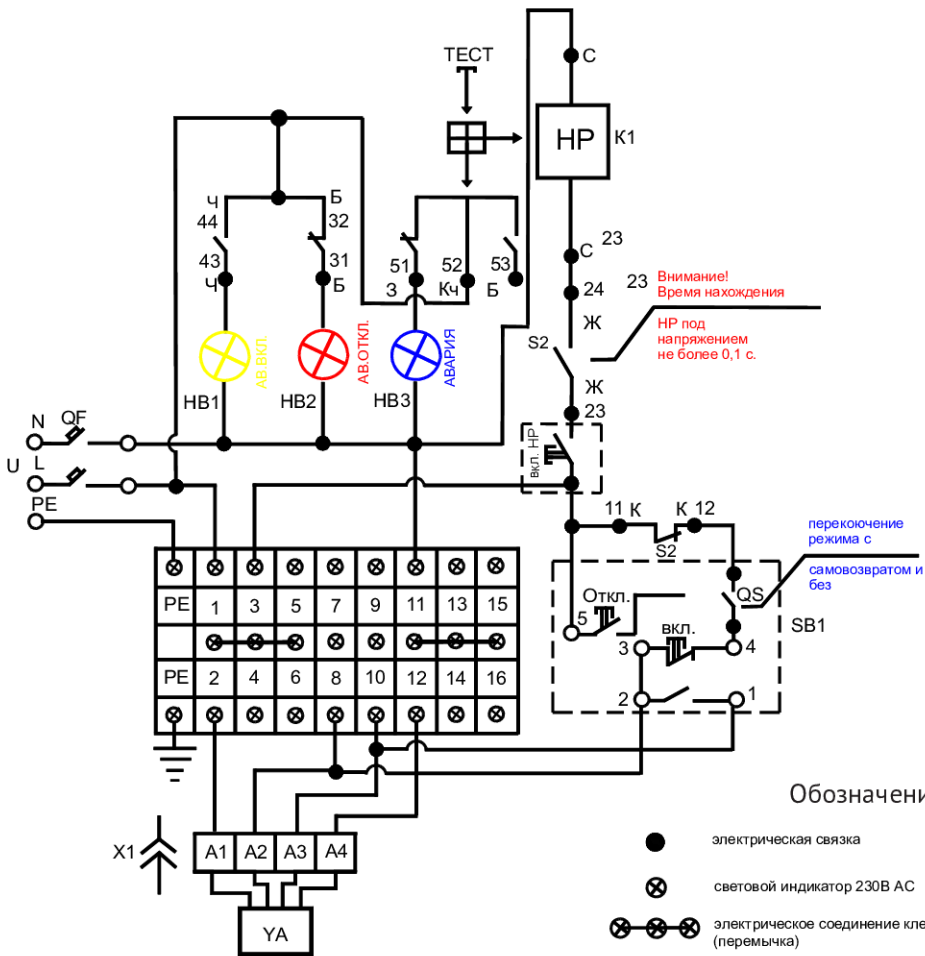 ТЕСТ
С
НР
К1
Ч
Б
44
32
43
31
Ч
Б
51
52
53
З
Кч
Б
С
23
24
23
Внимание!
Время нахождения
НР под
напряжением
не более 0,1 с.
Ж
S2
Ж
23
АВ.ВКЛ.
АВ.ОТКЛ.
АВАРИЯ
НВ1
НВ2
НВ3
N
QF
U
L
PE
вкл. НР
11
К
К
12
S2
перекоючение
режима с
самовозвратом и
без
QS
SB1
Откл.
5
вкл.
3
4
2
1
PE
1
3
5
7
9
11
13
15
PE
2
4
6
8
10
12
14
16
X1
А1
А2
А3
А4
YA
Обозначени
электрическая связка
световой индикатор 230В АС
электрическое соединение кле
(перемычка)